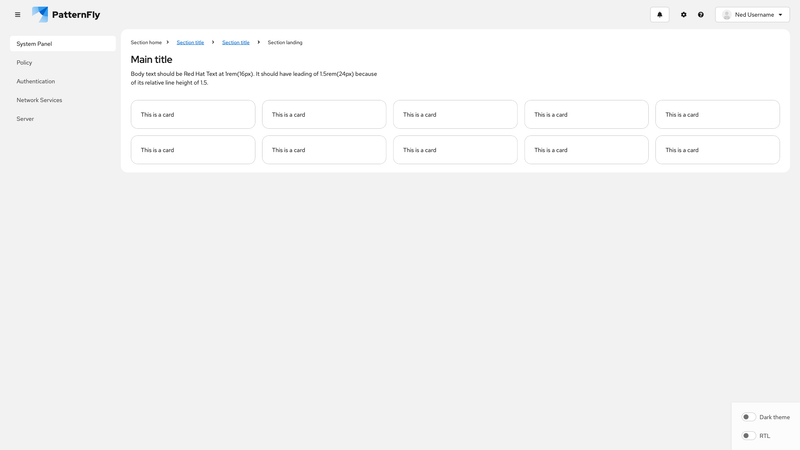 PatternFly
Ned Username
System Panel
Policy
Authentication
Network Services
Server
Section home Section title Section title Section landing
Main title
Body text should be Red Hat Text at 1rem(16px). It should have leading of 1.5rem(24px) because
of its relative line height of 1.5.
This is a card This is a card This is a card This is a card This is a card
This is a card This is a card This is a card This is a card This is a card
Dark theme
RTL